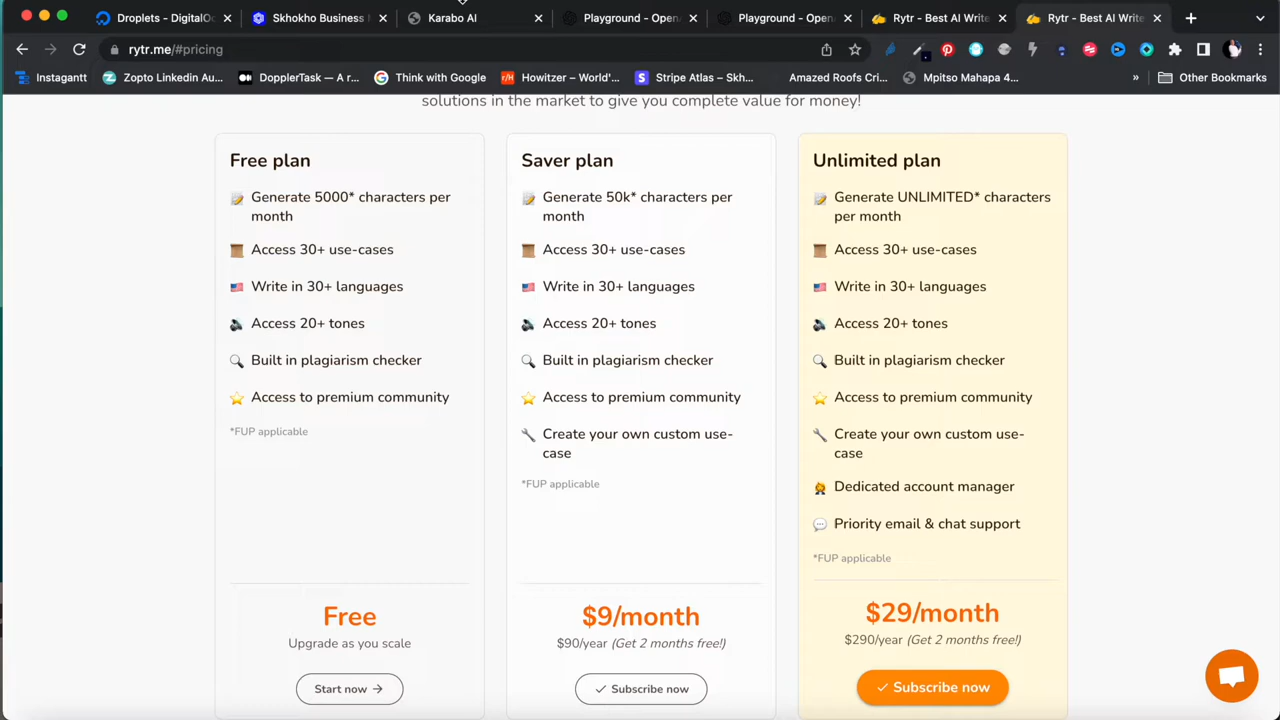 Droplets - DigitalOc
Skhokho Business M
Karabo AI
Playground - OpenA
Playground - OpenA
Rytr - Best AI Write
Rytr - Best AI Write
rytr.me/#pricing
Instagantt
Zopto Linkedin Au...
DopplerTask — A r...
Think with Google
Howitzer – World'...
Stripe Atlas – Skh...
Amazed Roofs Cri...
Mpitso Mahapa 4...
»
Other Bookmarks
solutions in the market to give you complete value for money!
Free plan
Generate 5000* characters per
month
Access 30+ use-cases
Write in 30+ languages
Access 20+ tones
Built in plagiarism checker
Access to premium community
*FUP applicable
Free
Upgrade as you scale
Start now →
Saver plan
Generate 50k* characters per
month
Access 30+ use-cases
Write in 30+ languages
Access 20+ tones
Built in plagiarism checker
Access to premium community
Create your own custom use-
case
*FUP applicable
$9/month
$90/year (Get 2 months free!)
✓ Subscribe now
Unlimited plan
Generate UNLIMITED* characters
per month
Access 30+ use-cases
Write in 30+ languages
Access 20+ tones
Built in plagiarism checker
Access to premium community
Create your own custom use-
case
Dedicated account manager
Priority email & chat support
*FUP applicable
$29/month
$290/year (Get 2 months free!)
✓ Subscribe now